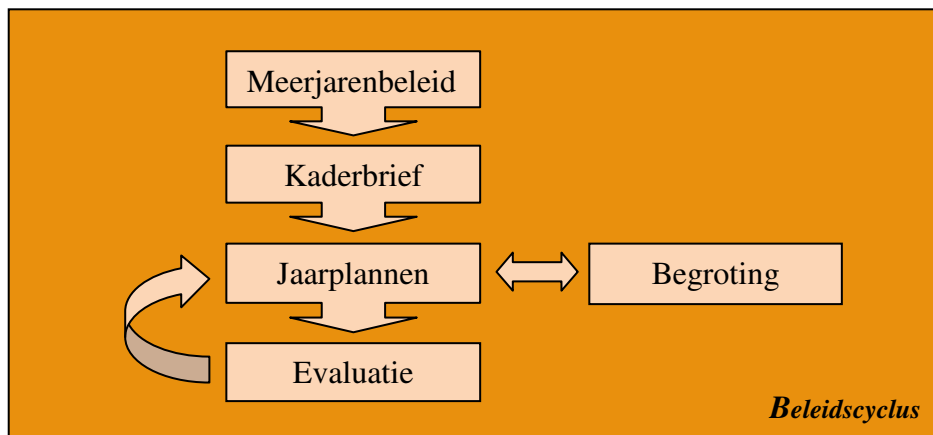 Meerjarenbeleid
Kaderbrief
Jaarplannen
Begroting
Evaluatie
Beleidscyclus